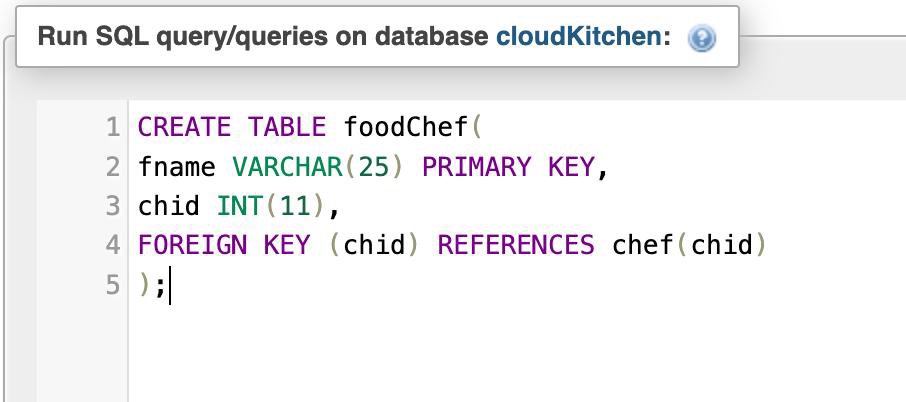 Run SQL query/queries on database cloudKitchen:
1 CREATE TABLE foodChef(
2 fname VARCHAR(25) PRIMARY KEY,
3 chid INT(11),
4 FOREIGN KEY (chid) REFERENCES chef(chid)
5 );